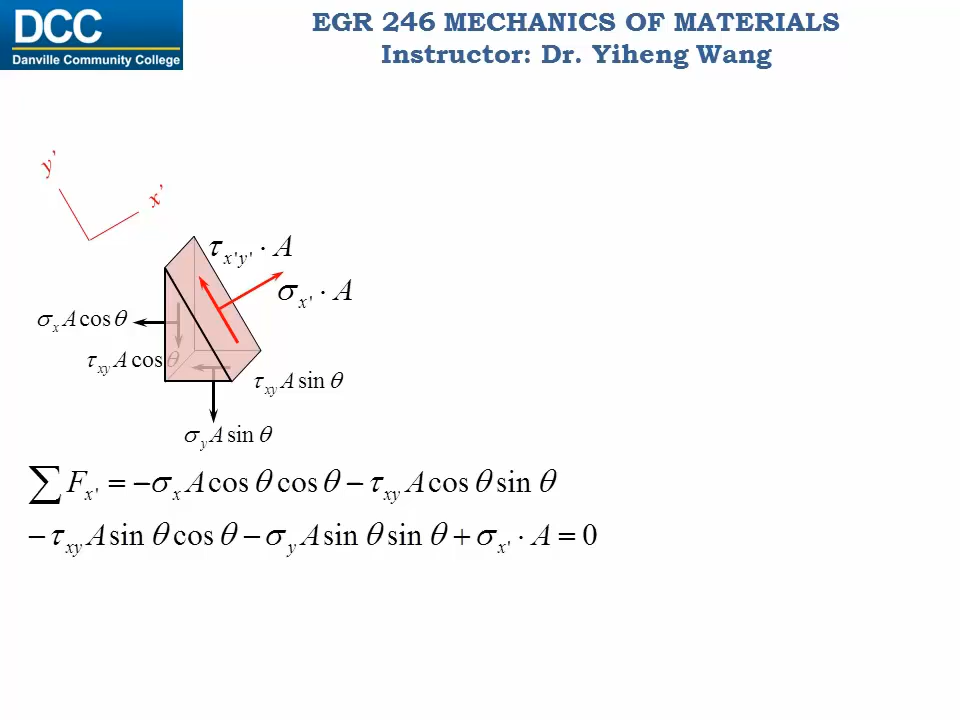 DCC
Danville Community College
EGR 246 MECHANICS OF MATERIALS
Instructor: Dr. Yiheng Wang
y'
x'
τx'y' · A
σx' · A
σx A cos θ
τxy A cos θ
τxy A sin θ
σy A sin θ
∑ Fx' = −σx A cos θ cos θ − τxy A cos θ sin θ
− τxy A sin θ cos θ − σy A sin θ sin θ + σx' · A = 0